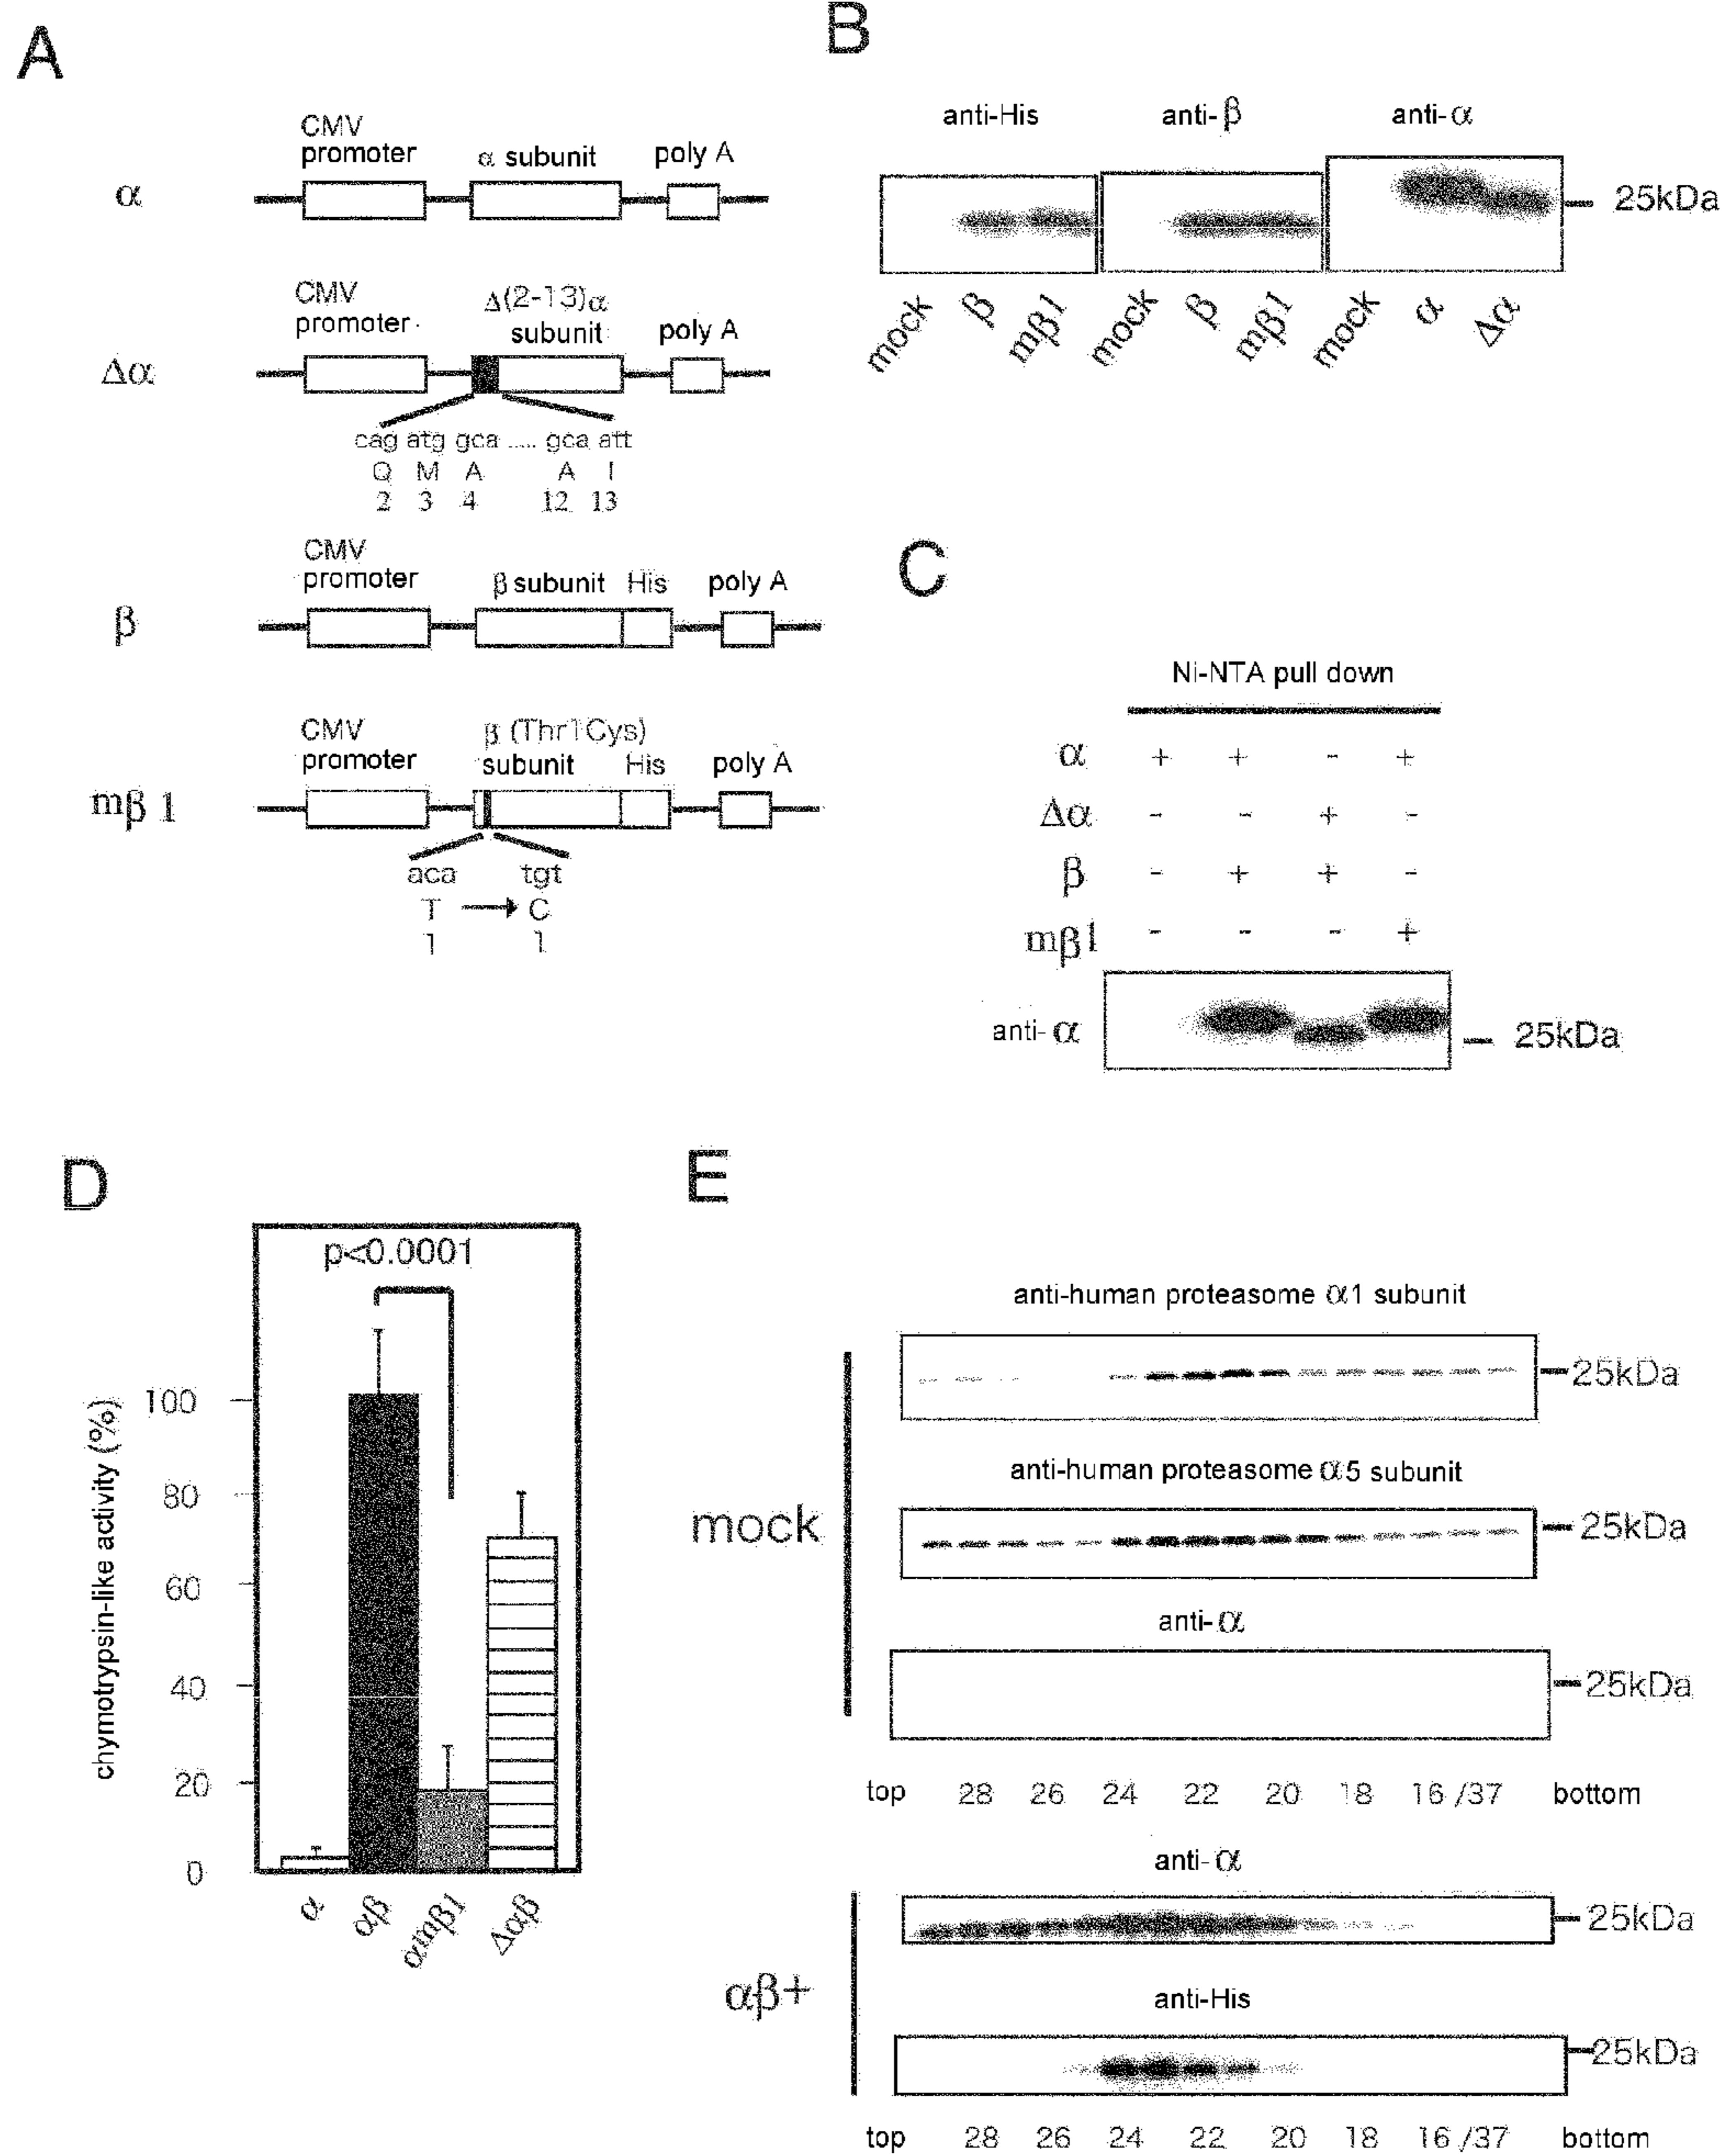 A
CMV
promoter
α subunit
poly A
α
CMV
promoter
Δ(2-13)α
subunit
poly A
Δα
cag atg gca ..... gca att
Q M A A I
2 3 4 12 13
CMV
promoter
β subunit
His
poly A
β
CMV
promoter
β (Thr1Cys)
subunit
His
poly A
mβ 1
aca tgt
T C
1 1
B
anti-His
anti-β
anti-α
25kDa
mock β mβ1 mock β mβ1 mock α Δα
C
Ni-NTA pull down
α + + - +
Δα - - + -
β - + + -
mβ1 - - - +
anti-α
25kDa
D
p<0.0001
chymotrypsin-like activity (%)
100
80
60
40
20
0
α αβ αmβ1 Δαβ
E
anti-human proteasome α1 subunit
25kDa
anti-human proteasome α5 subunit
25kDa
mock
anti-α
25kDa
top 28 26 24 22 20 18 16 /37 bottom
anti-α
25kDa
αβ+
anti-His
25kDa
top 28 26 24 22 20 18 16 /37 bottom